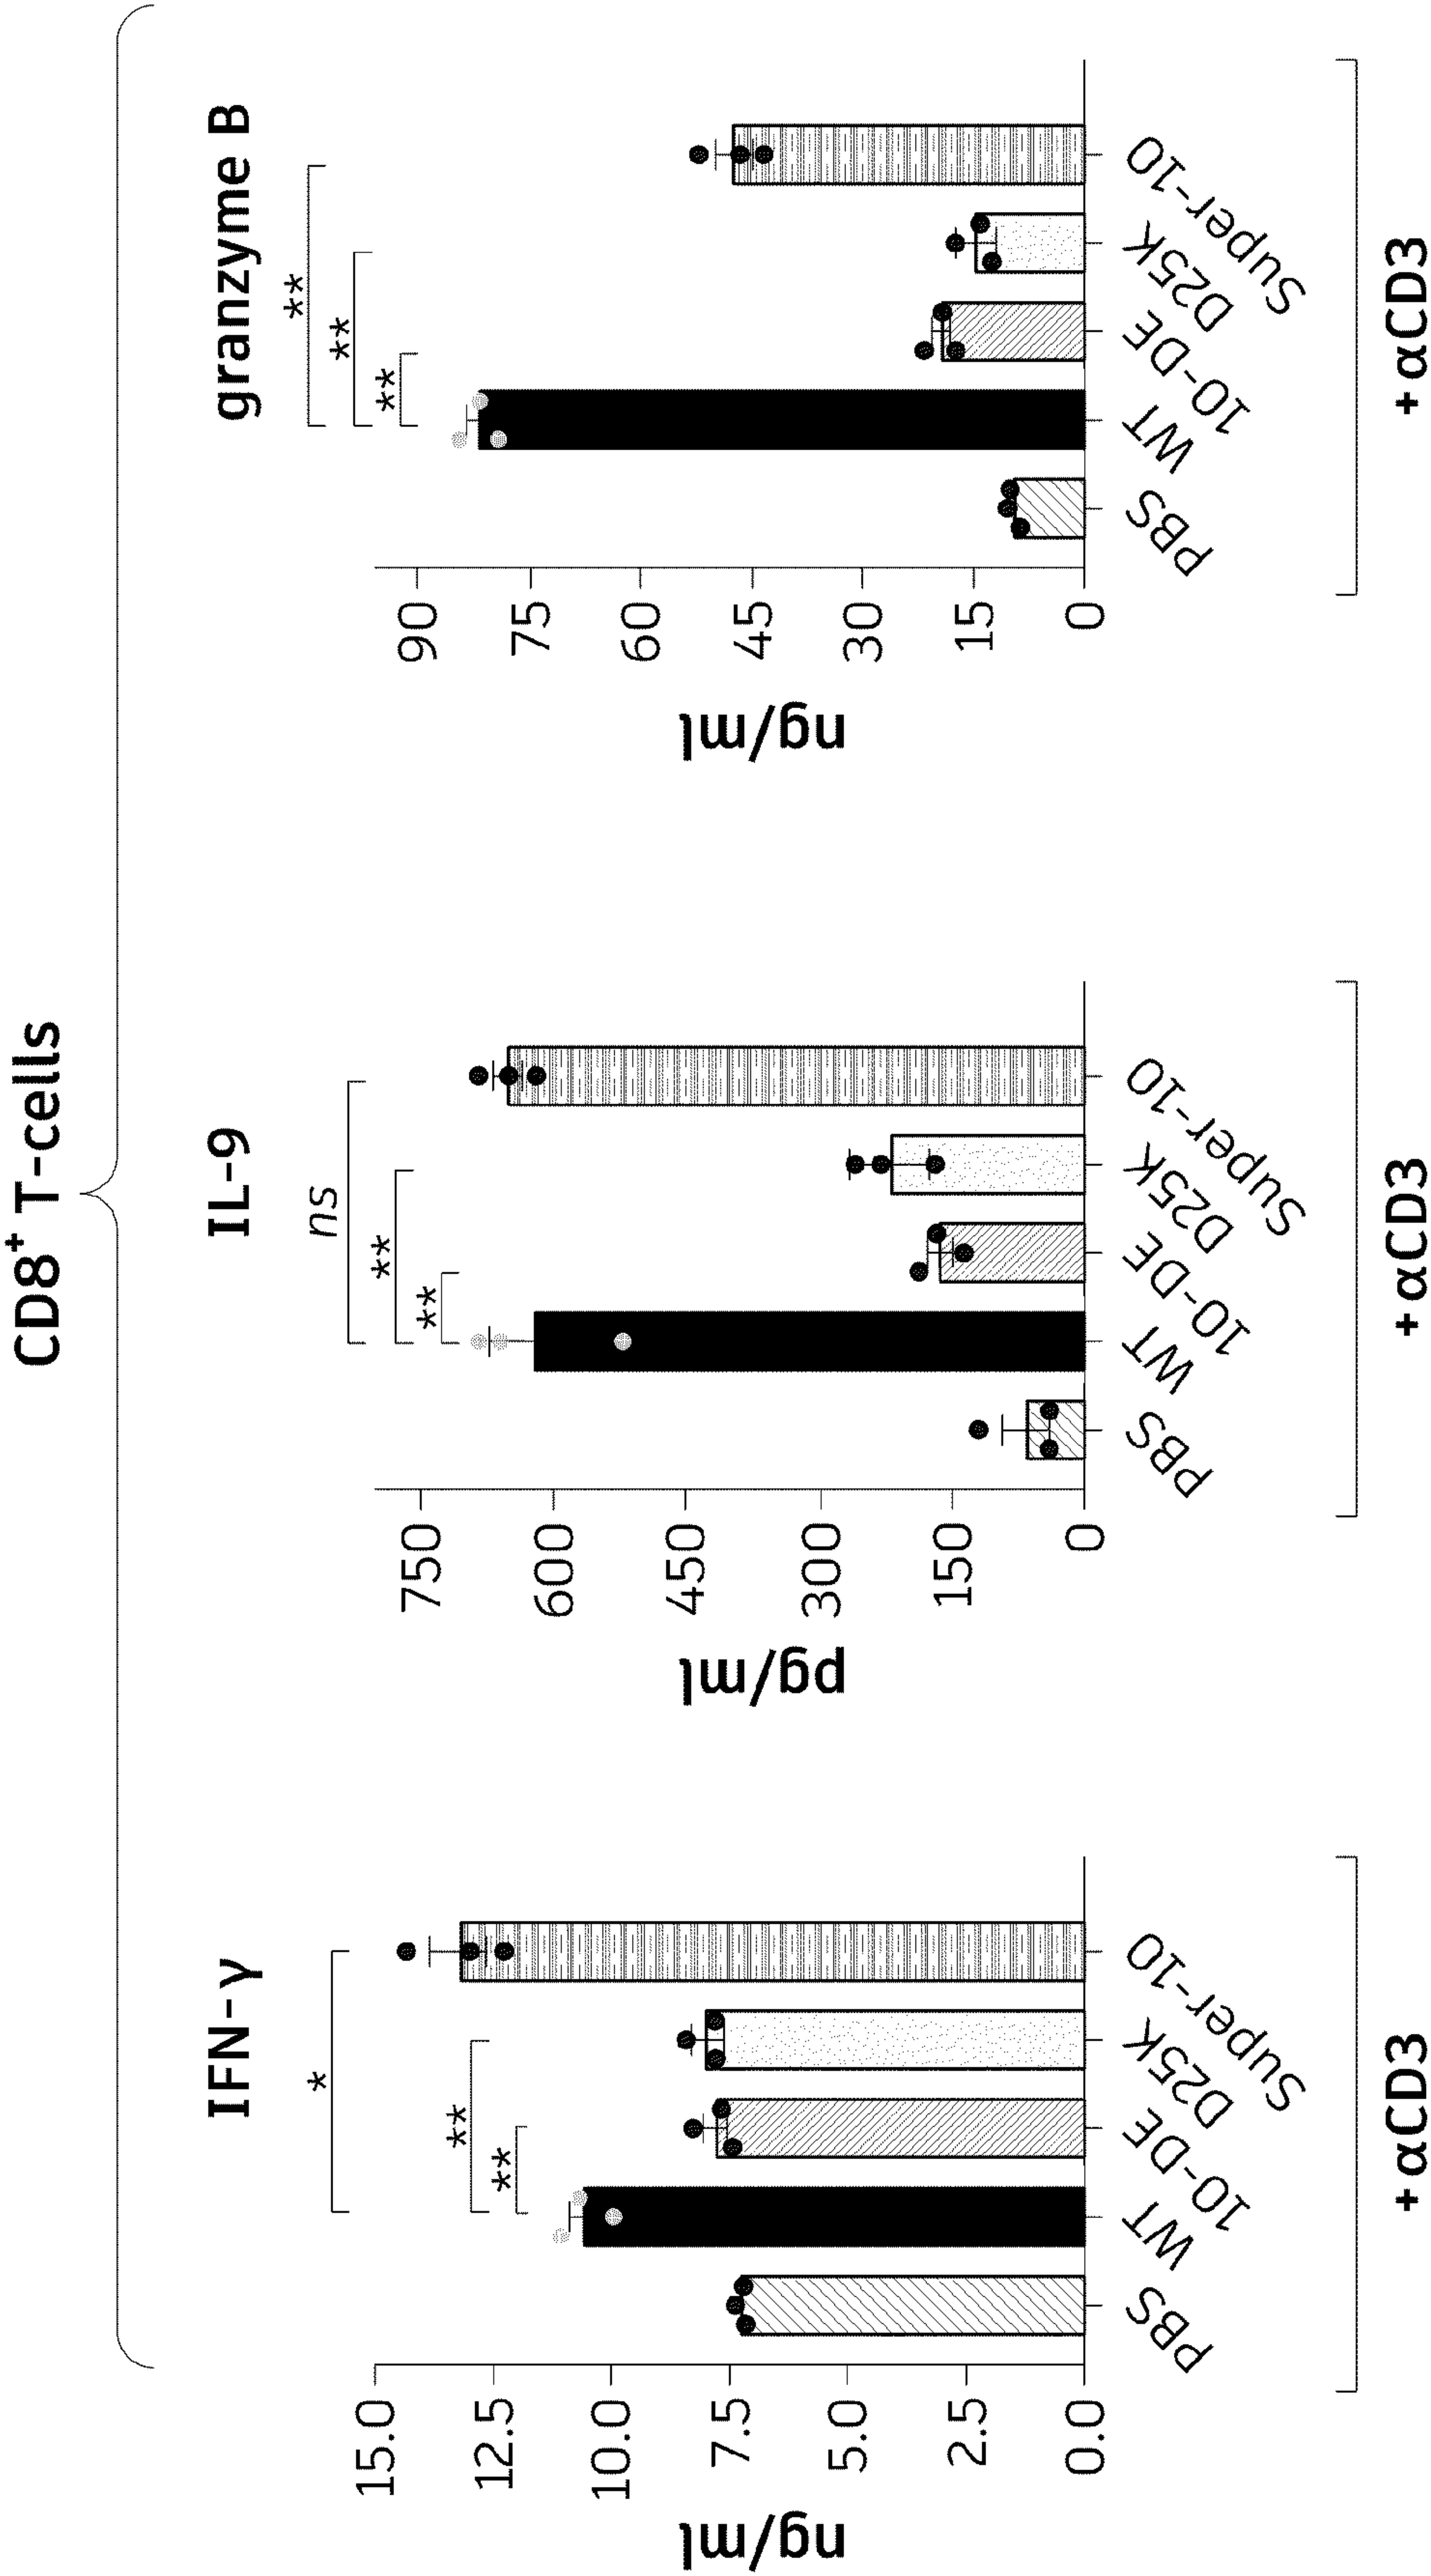 CD8⁺ T-cells
IFN-γ
ng/ml
15.0
12.5
10.0
7.5
5.0
2.5
0.0
*
**
**
PBS
WT
10-DE
D25K
Super-10
+ αCD3
IL-9
pg/ml
750
600
450
300
150
0
ns
**
**
PBS
WT
10-DE
D25K
Super-10
+ αCD3
granzyme B
ng/ml
90
75
60
45
30
15
0
**
**
**
PBS
WT
10-DE
D25K
Super-10
+ αCD3